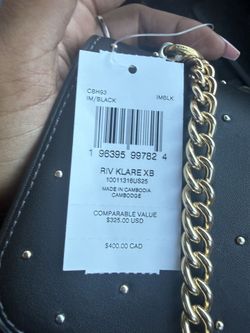 CBH93
IM/BLACK IMBLK
1 96395 99782 4
RIV KLARE XB
10011316US25
MADE IN CAMBODIA
CAMBODGE
COMPARABLE VALUE
$325.00 USD
$400.00 CAD